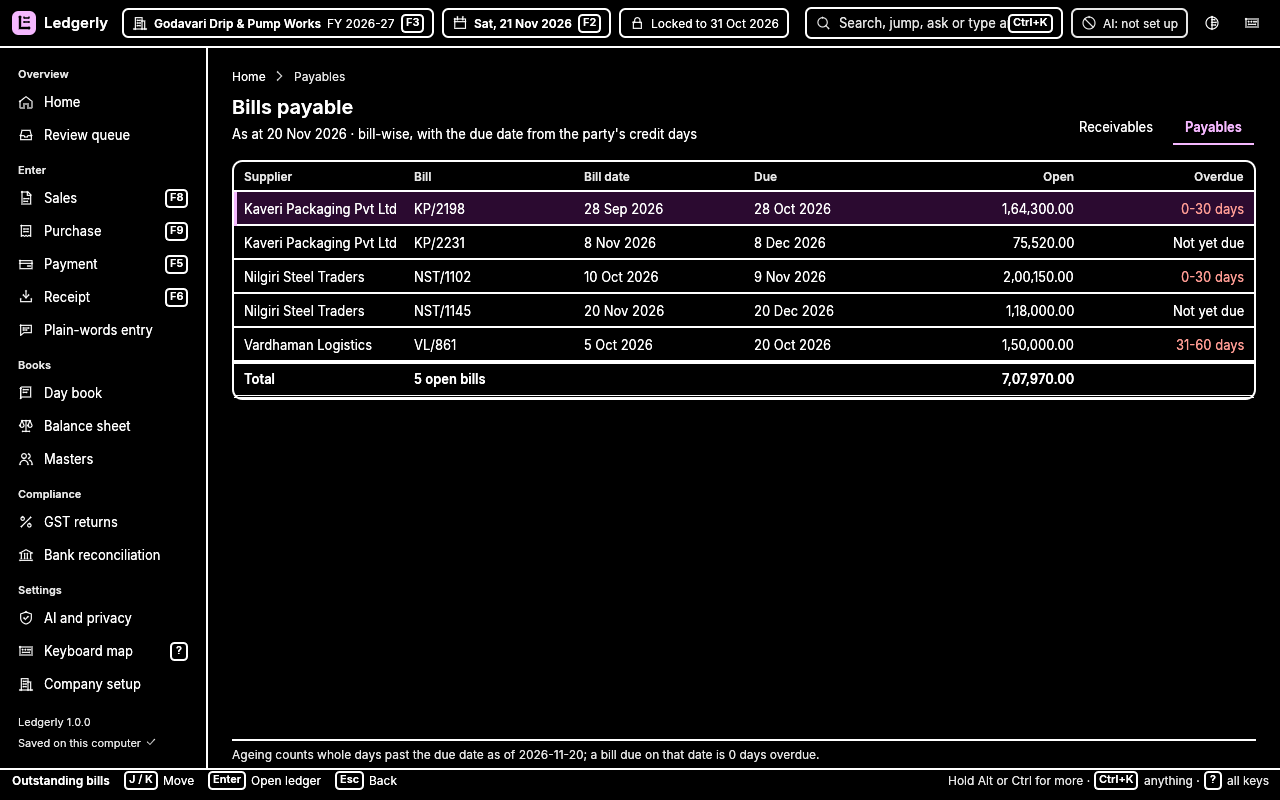 Ledgerly
Godavari Drip & Pump Works FY 2026-27 F3
Sat, 21 Nov 2026 F2
Locked to 31 Oct 2026
Search, jump, ask or type a Ctrl+K
AI: not set up
Overview
Home
Review queue
Enter
Sales F8
Purchase F9
Payment F5
Receipt F6
Plain-words entry
Books
Day book
Balance sheet
Masters
Compliance
GST returns
Bank reconciliation
Settings
AI and privacy
Keyboard map ?
Company setup
Ledgerly 1.0.0
Saved on this computer
Home Payables
Bills payable
As at 20 Nov 2026 · bill-wise, with the due date from the party's credit days
Receivables Payables
Supplier Bill Bill date Due Open Overdue
Kaveri Packaging Pvt Ltd KP/2198 28 Sep 2026 28 Oct 2026 1,64,300.00 0-30 days
Kaveri Packaging Pvt Ltd KP/2231 8 Nov 2026 8 Dec 2026 75,520.00 Not yet due
Nilgiri Steel Traders NST/1102 10 Oct 2026 9 Nov 2026 2,00,150.00 0-30 days
Nilgiri Steel Traders NST/1145 20 Nov 2026 20 Dec 2026 1,18,000.00 Not yet due
Vardhaman Logistics VL/861 5 Oct 2026 20 Oct 2026 1,50,000.00 31-60 days
Total 5 open bills 7,07,970.00
Ageing counts whole days past the due date as of 2026-11-20; a bill due on that date is 0 days overdue.
Outstanding bills J / K Move Enter Open ledger Esc Back
Hold Alt or Ctrl for more · Ctrl+K anything · ? all keys